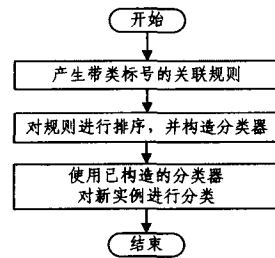 开始
产生带类标号的关联规则
对规则进行排序，并构造分类器
使用已构造的分类器
对新实例进行分类
结束